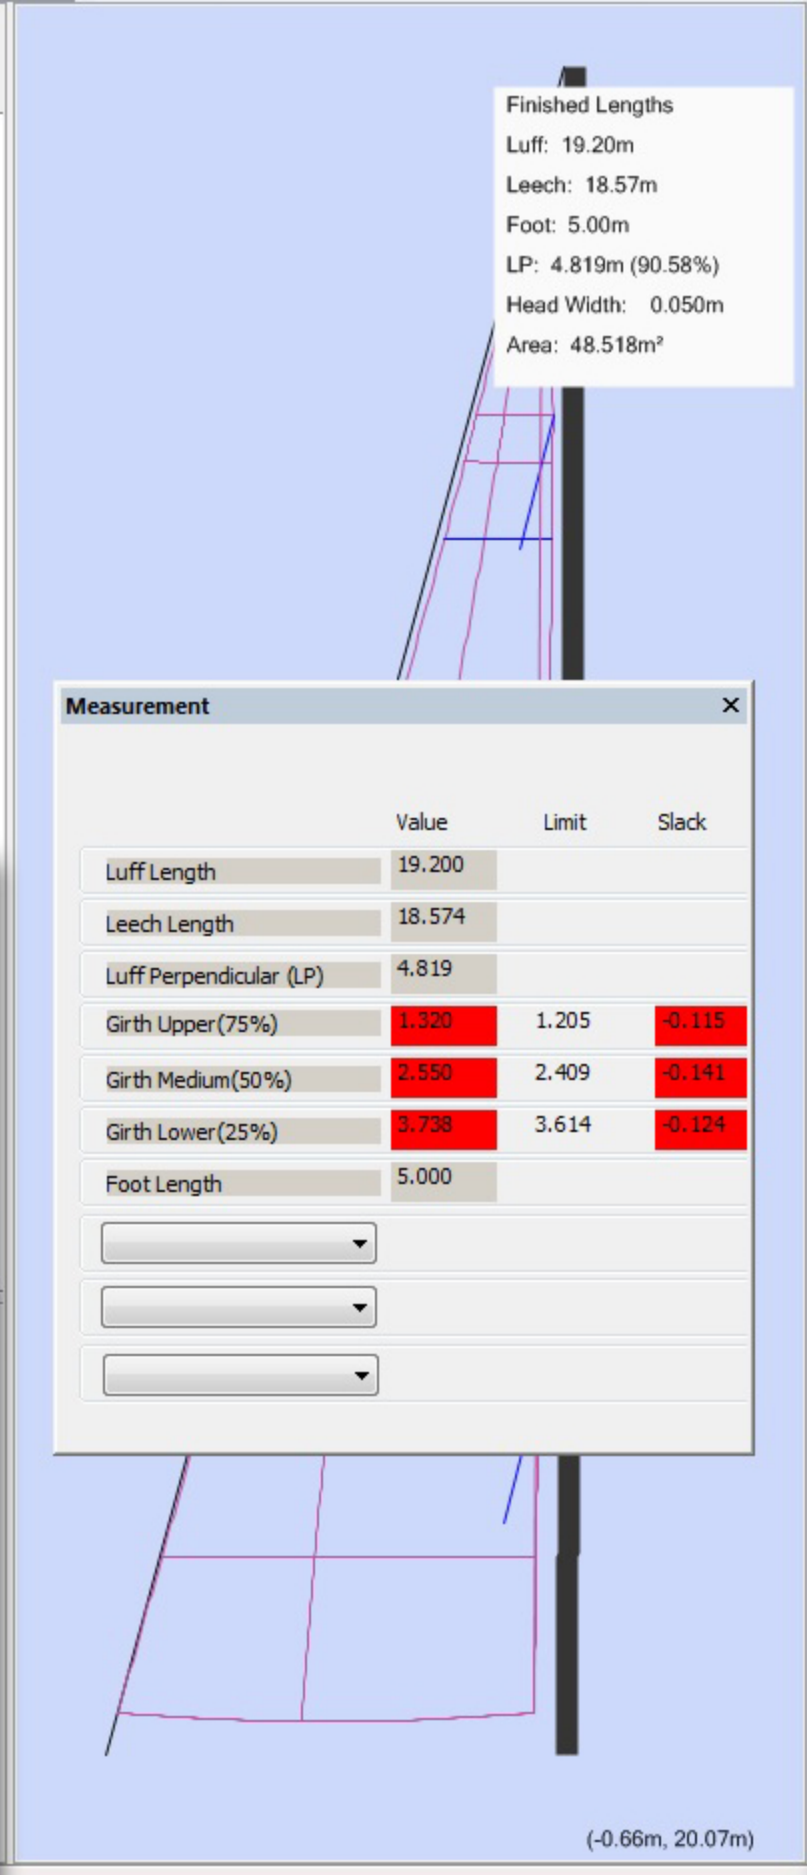 Finished Lengths
Luff: 19.20m
Leech: 18.57m
Foot: 5.00m
LP: 4.819m (90.58%)
Head Width: 0.050m
Area: 48.518m²
Measurement
Value Limit Slack
Luff Length 19.200
Leech Length 18.574
Luff Perpendicular (LP) 4.819
Girth Upper(75%) 1.320 1.205 -0.115
Girth Medium(50%) 2.550 2.409 -0.141
Girth Lower(25%) 3.738 3.614 -0.124
Foot Length 5.000
(-0.66m, 20.07m)